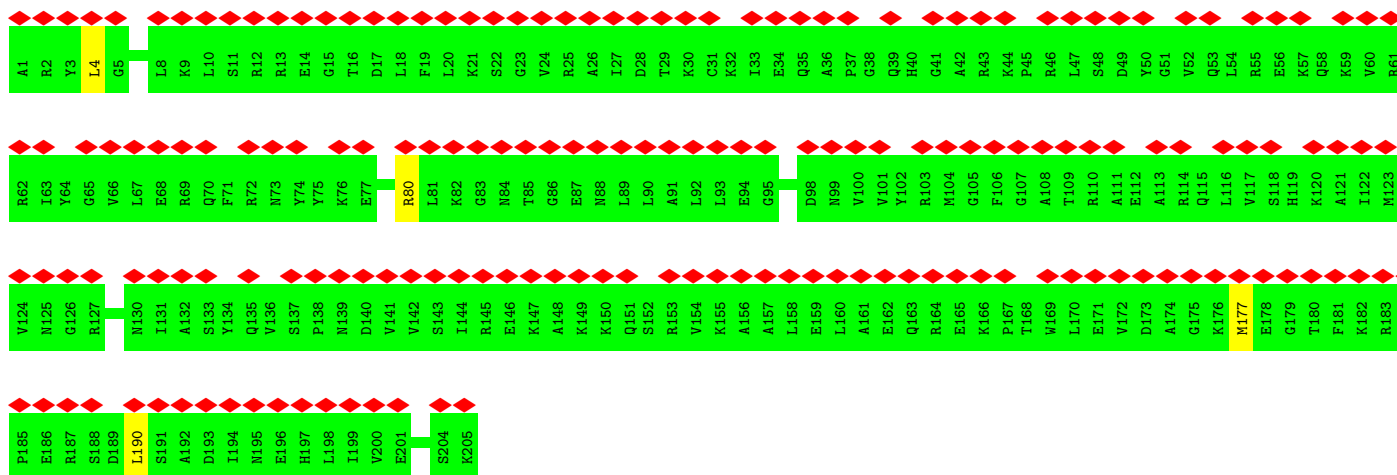 A1 R2 Y3 L4 G5 L8 K9 L10 S11 R12 R13 E14 G15 T16 D17 L18 F19 L20 K21 S22 G23 V24 R25 A26 I27 D28 T29 K30 C31 K32 I33 E34 Q35 A36 P37 G38 Q39 H40 G41 A42 R43 K44 P45 R46 L47 S48 D49 Y50 G51 V52 Q53 L54 R55 E56 K57 Q58 K59 V60 R61
R62 I63 Y64 G65 V66 L67 E68 R69 Q70 F71 R72 N73 Y74 Y75 K76 E77 R80 L81 K82 G83 N84 T85 G86 E87 N88 L89 L90 A91 L92 L93 E94 G95 D98 N99 V100 V101 Y102 R103 M104 G105 F106 G107 A108 T109 R110 A111 E112 A113 R114 Q115 L116 V117 S118 H119 K120 A121 I122 M123
V124 N125 G126 R127 N130 I131 A132 S133 Y134 Q135 V136 S137 P138 N139 D140 V141 V142 S143 I144 R145 E146 K147 A148 K149 K150 Q151 S152 R153 V154 K155 A156 A157 L158 E159 L160 A161 E162 Q163 R164 E165 K166 P167 T168 W169 L170 E171 V172 D173 A174 G175 K176 M177 E178 G179 T180 F181 K182 R183
P185 E186 R187 S188 D189 L190 S191 A192 D193 I194 N195 E196 H197 L198 I199 V200 E201 S204 K205